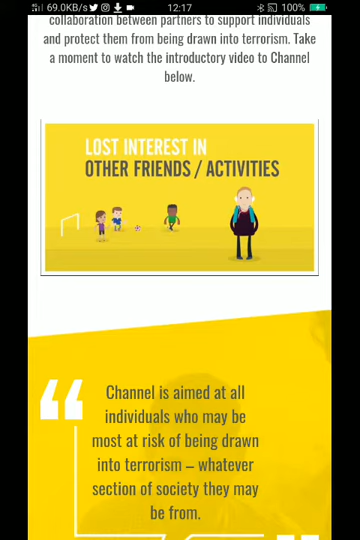 69.0KB/s 12:17 100%
collaboration between partners to support individuals
and protect them from being drawn into terrorism. Take
a moment to watch the introductory video to Channel
below.
LOST INTEREST IN
OTHER FRIENDS / ACTIVITIES
Channel is aimed at all
individuals who may be
most at risk of being drawn
into terrorism – whatever
section of society they may
be from.